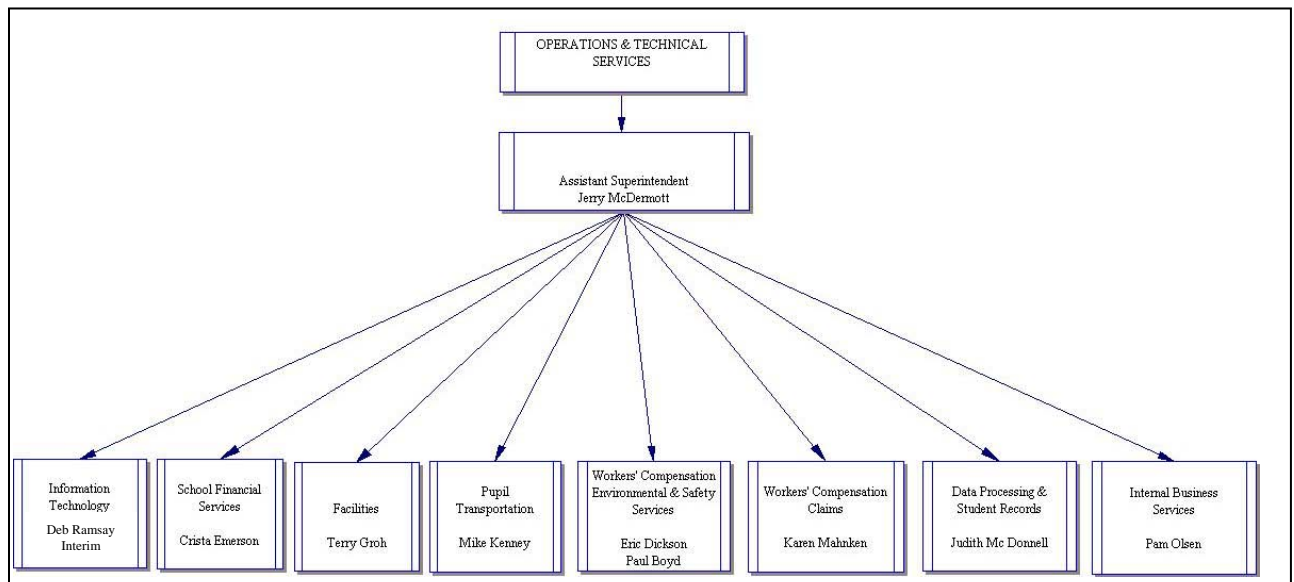 OPERATIONS & TECHNICAL
SERVICES
Assistant Superintendent
Jerry McDermott
Information
Technology
Deb Ramsay
Interim
School Financial
Services
Crista Emerson
Facilities
Terry Groh
Pupil
Transportation
Mike Kenney
Workers' Compensation
Environmental & Safety
Services
Eric Dickson
Paul Boyd
Workers' Compensation
Claims
Karen Mahnken
Data Processing &
Student Records
Judith Mc Donnell
Internal Business
Services
Pam Olsen